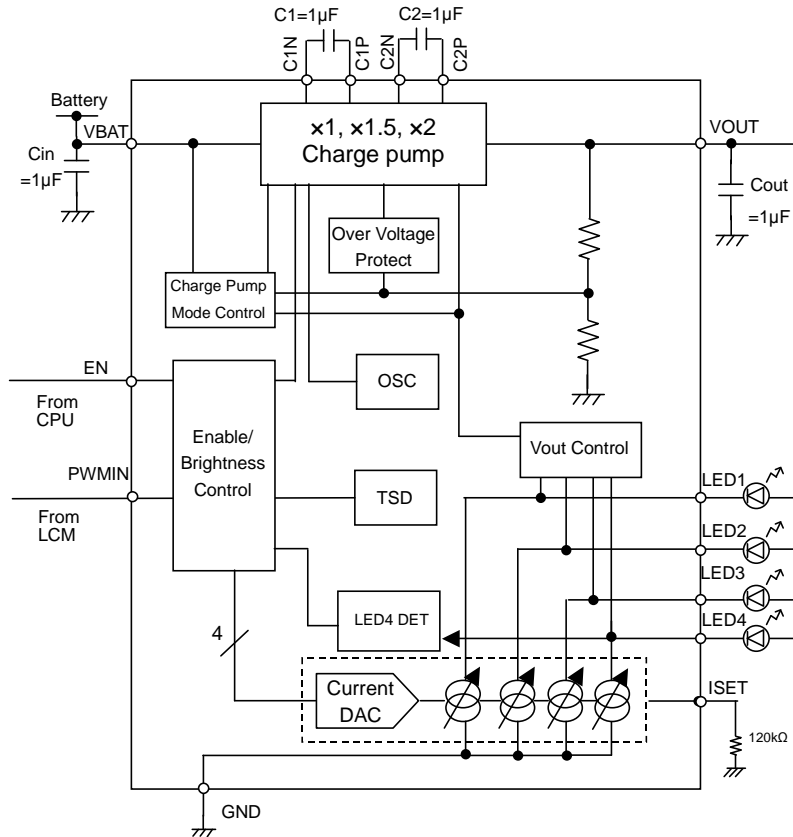 C1=1µF
C2=1µF
C1N
C1P
C2N
C2P
Battery
VBAT
×1, ×1.5, ×2
Charge pump
VOUT
Cin
=1µF
Cout
=1µF
Over Voltage
Protect
Charge Pump
Mode Control
EN
From
CPU
OSC
Enable/
Brightness
Control
Vout Control
PWMIN
From
LCM
TSD
LED1
LED2
LED3
LED4
LED4 DET
4
Current
DAC
ISET
120kΩ
GND